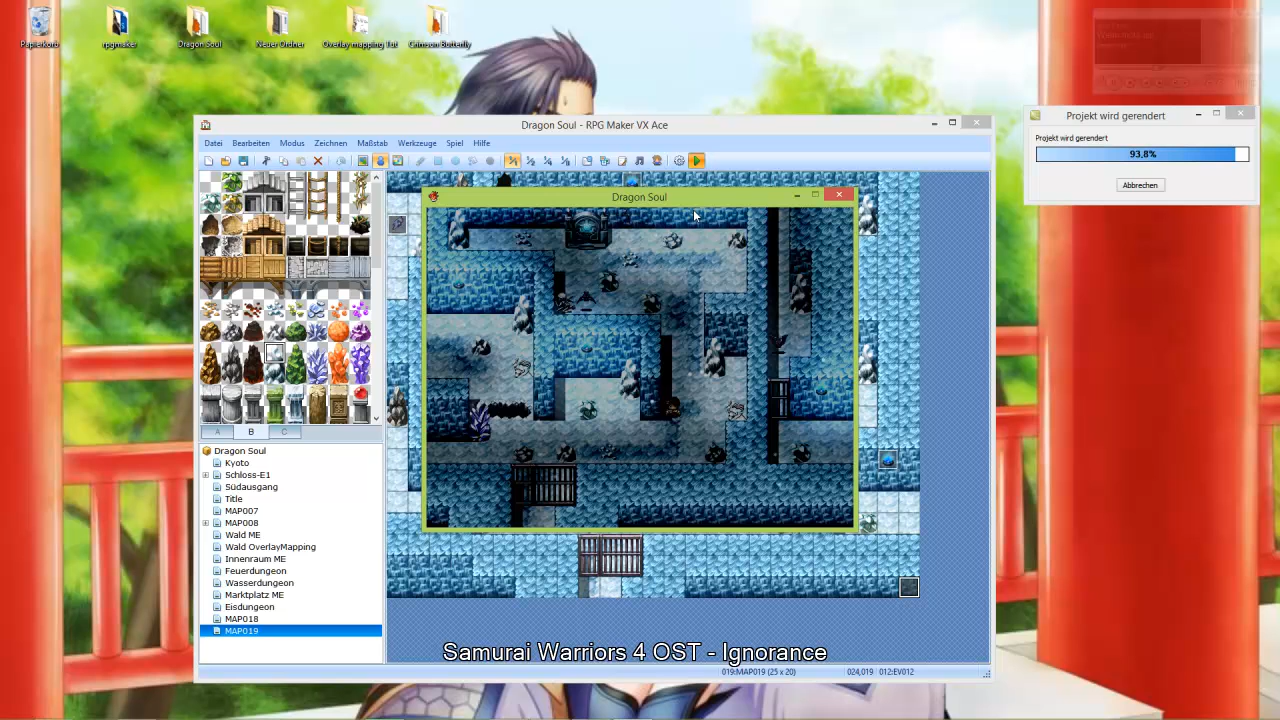 Papierkorb
rpgmaker
Dragon Soul
Neuer Ordner
Overlay mapping Tut
Crimson Butterfly
Dragon Soul - RPG Maker VX Ace
Datei Bearbeiten Modus Zeichnen Maßstab Werkzeuge Spiel Hilfe
Dragon Soul
Projekt wird gerendert
Projekt wird gerendert
93,8%
Abbrechen
A B C
Dragon Soul
Kyoto
Schloss-E1
Südausgang
Title
MAP007
MAP008
Wald ME
Wald OverlayMapping
Innenraum ME
Feuerdungeon
Wasserdungeon
Marktplatz ME
Eisdungeon
MAP018
MAP019
Samurai Warriors 4 OST - Ignorance
019:MAP019 (25 x 20) 024,019 012:EV012